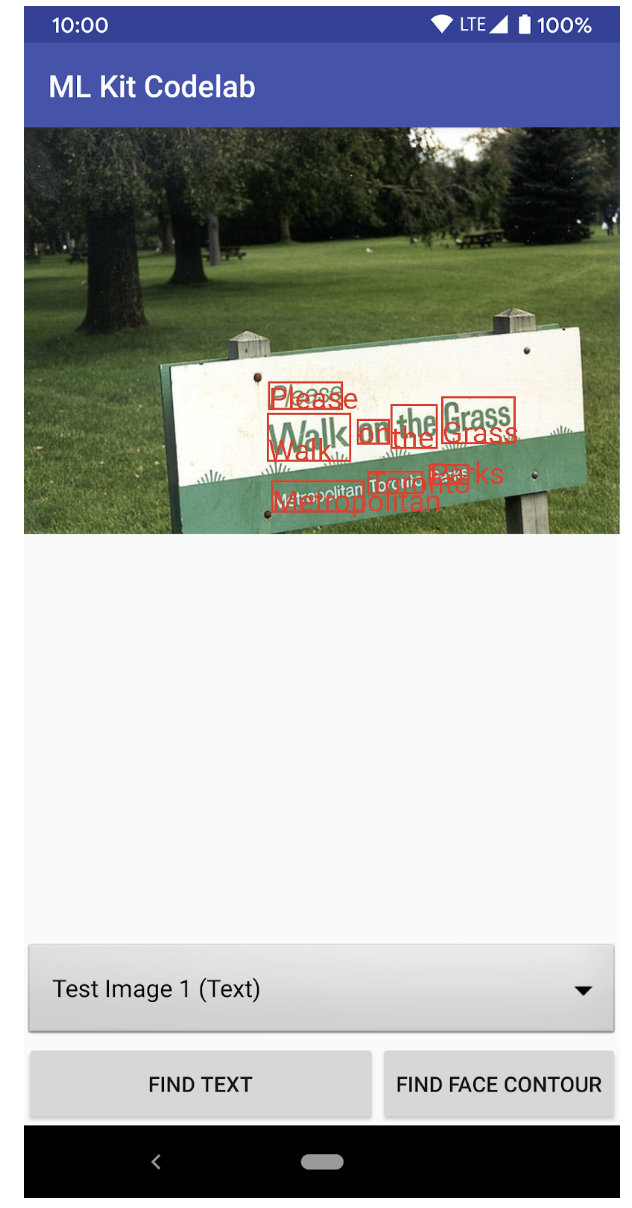 10:00 LTE 100%
ML Kit Codelab
Please
Please
Walk on the Grass
Walk on the Grass
Metropolitan Toronto Parks
Metropolitan Toronto Parks
Test Image 1 (Text)
FIND TEXT FIND FACE CONTOUR